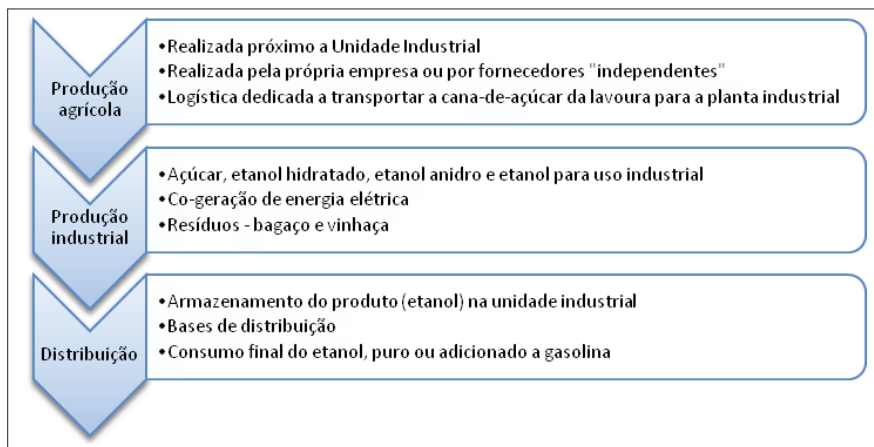 Produção
agrícola
•Realizada próximo a Unidade Industrial
•Realizada pela própria empresa ou por fornecedores "independentes"
•Logística dedicada a transportar a cana-de-açúcar da lavoura para a planta industrial
Produção
industrial
•Açúcar, etanol hidratado, etanol anidro e etanol para uso industrial
•Co-geração de energia elétrica
•Resíduos - bagaço e vinhaça
Distribuição
•Armazenamento do produto (etanol) na unidade industrial
•Bases de distribuição
•Consumo final do etanol, puro ou adicionado a gasolina